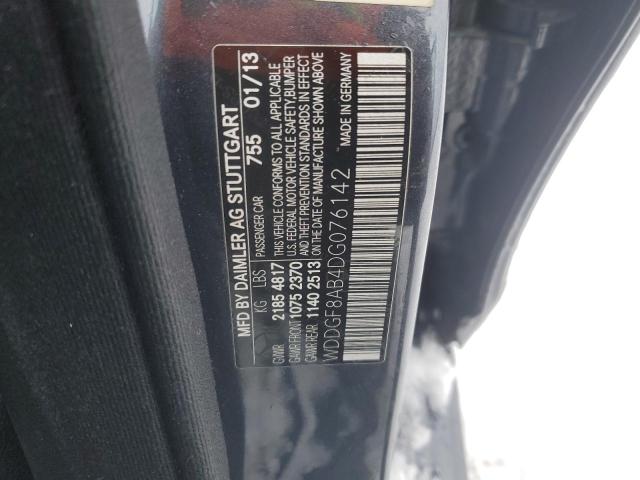 MFD BY DAIMLER AG STUTTGART
755 01/13
KG LBS PASSENGER CAR
GVWR 2185 4817 THIS VEHICLE CONFORMS TO ALL APPLICABLE
GAWR FRONT 1075 2370 U.S. FEDERAL MOTOR VEHICLE SAFETY, BUMPER
GAWR REAR 1140 2513 AND THEFT PREVENTION STANDARDS IN EFFECT
ON THE DATE OF MANUFACTURE SHOWN ABOVE
WDDGF8AB4DG076142 MADE IN GERMANY